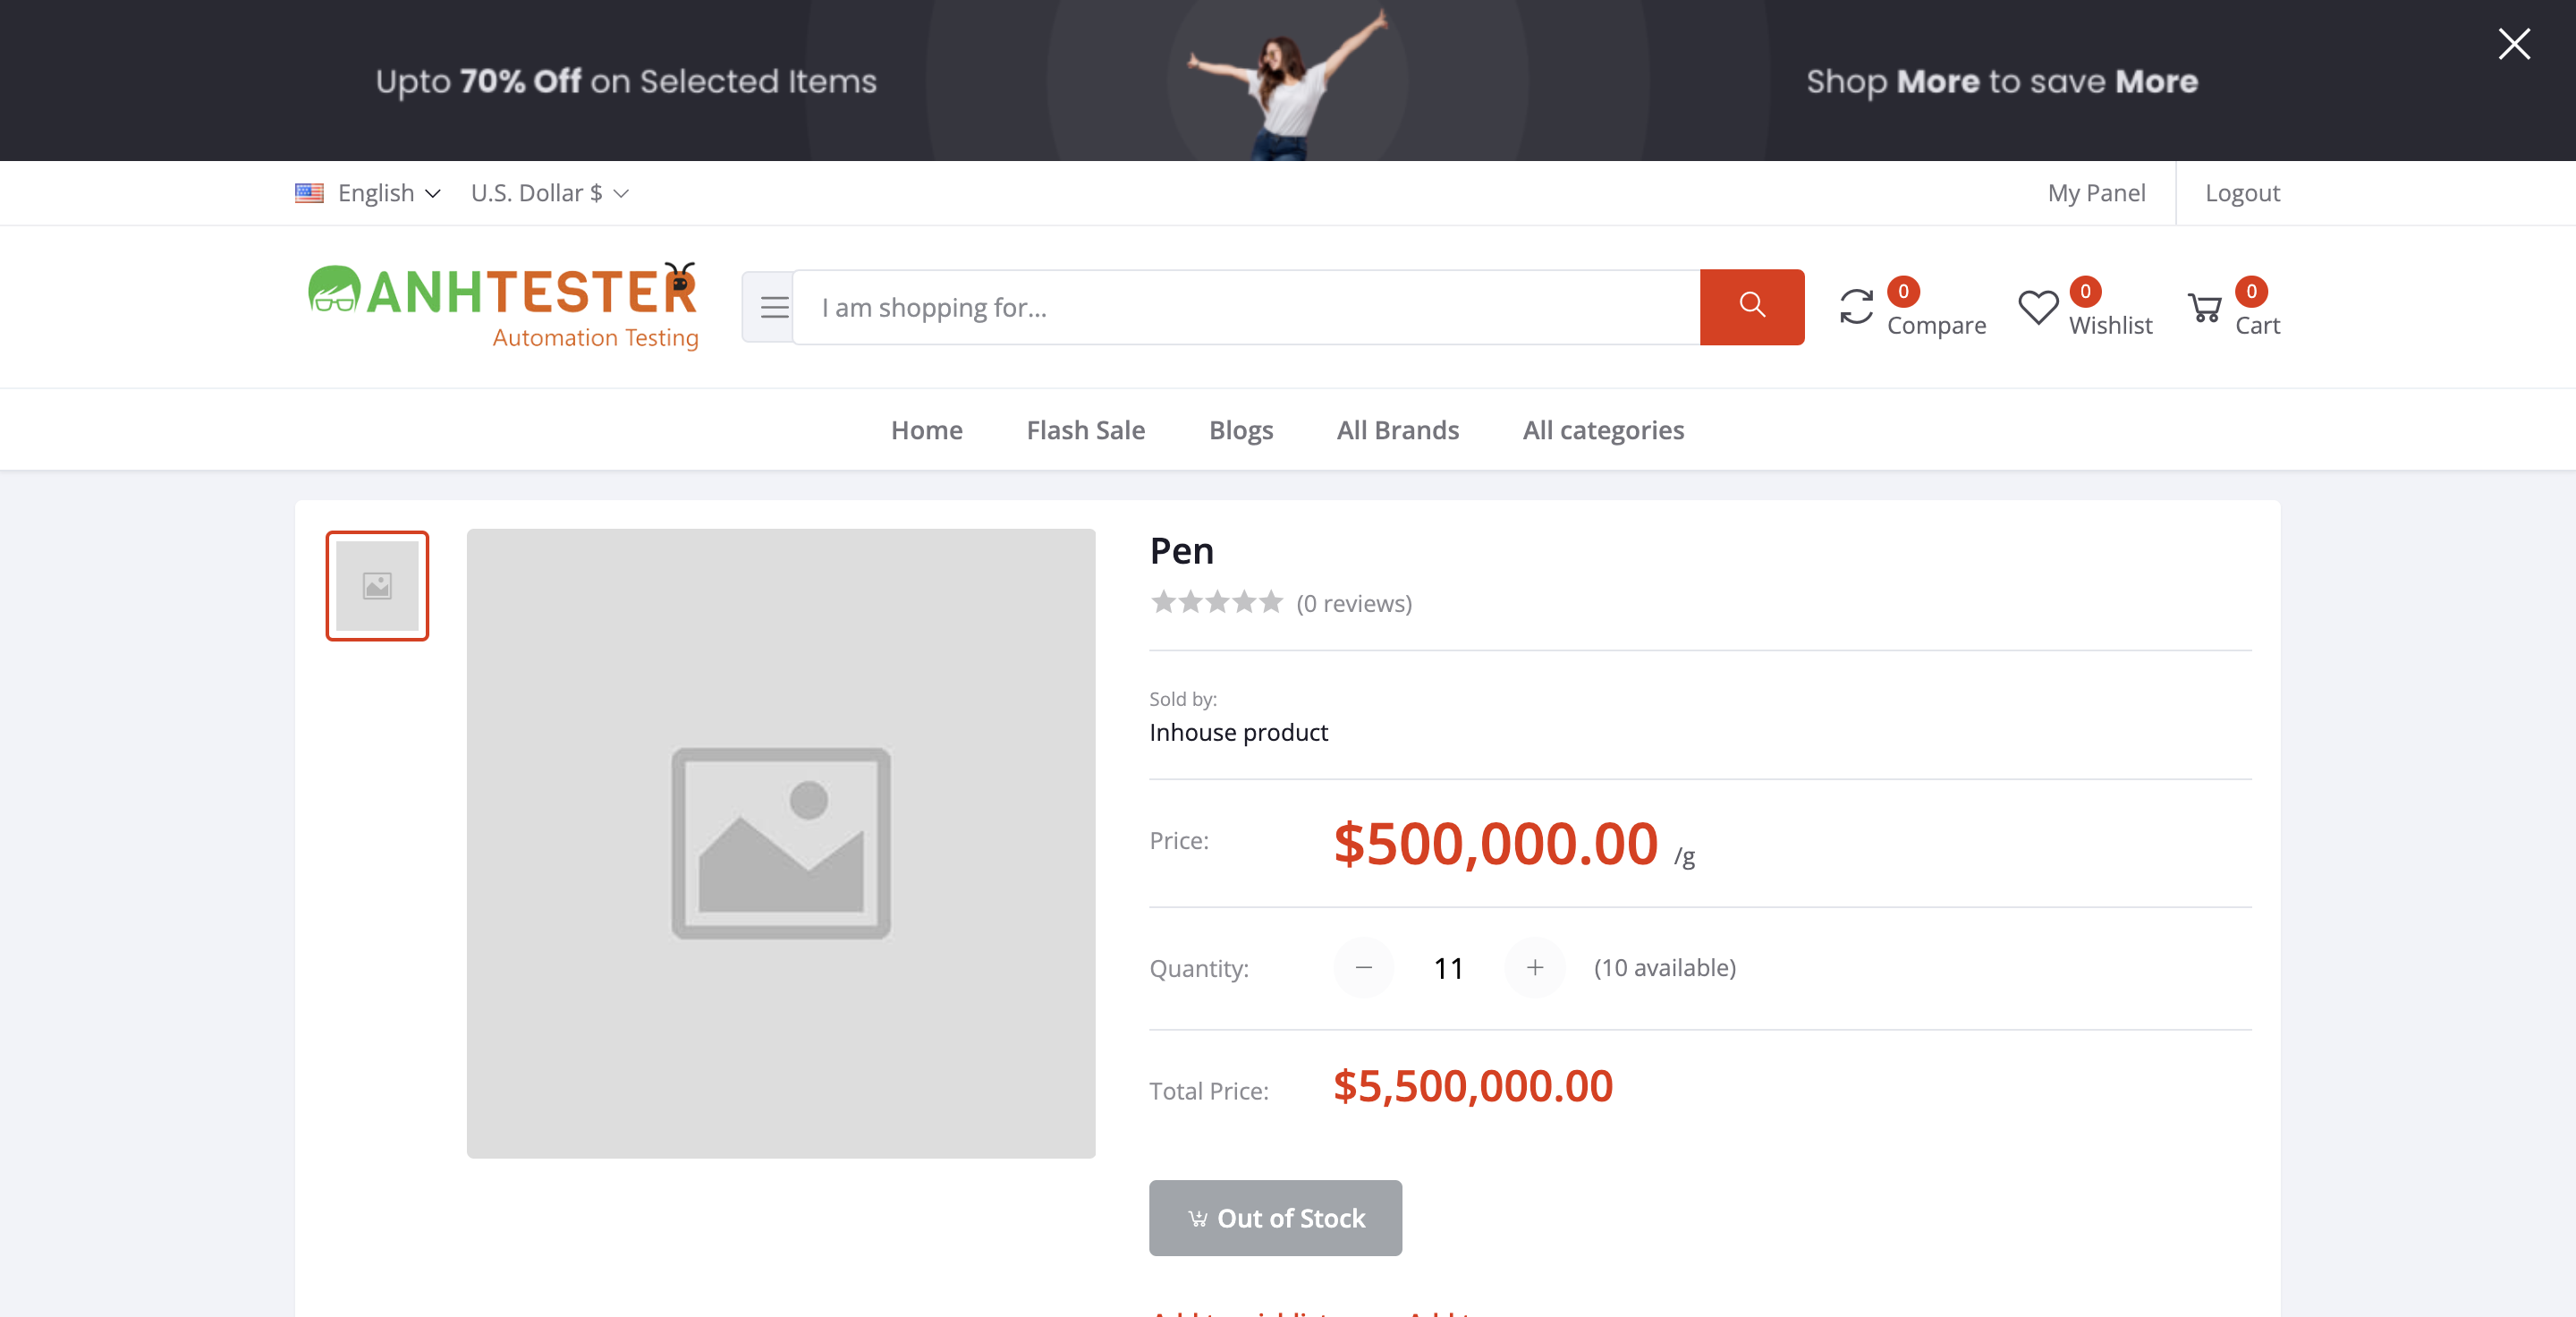 Upto 70% Off on Selected Items
Shop More to save More
English
U.S. Dollar $
My Panel
Logout
ANHTESTER
Automation Testing
I am shopping for...
0
Compare
0
Wishlist
0
Cart
Home
Flash Sale
Blogs
All Brands
All categories
Pen
(0 reviews)
Sold by:
Inhouse product
Price:
$500,000.00 /g
Quantity:
11
(10 available)
Total Price:
$5,500,000.00
Out of Stock